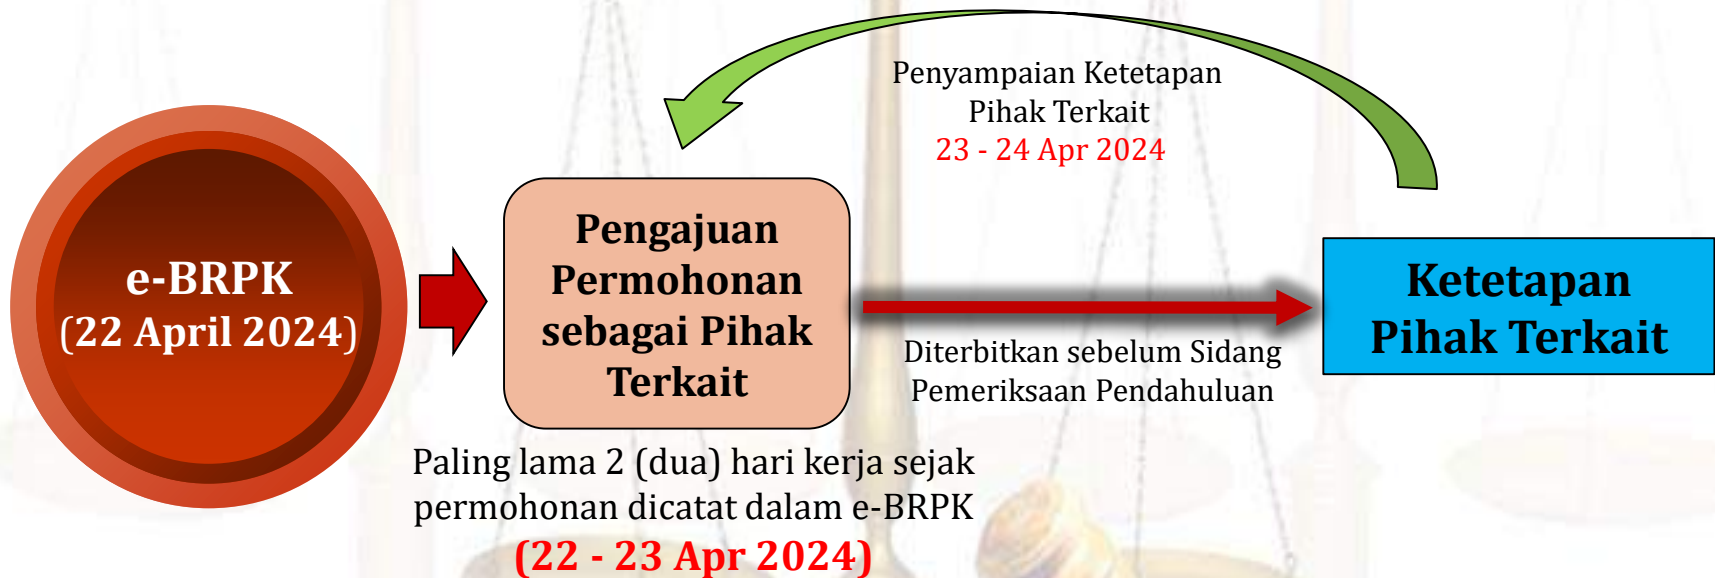 e-BRPK
(22 April 2024)
Pengajuan
Permohonan
sebagai Pihak
Terkait
Paling lama 2 (dua) hari kerja sejak
permohonan dicatat dalam e-BRPK
(22 - 23 Apr 2024)
Penyampaian Ketetapan
Pihak Terkait
23 - 24 Apr 2024
Diterbitkan sebelum Sidang
Pemeriksaan Pendahuluan
Ketetapan
Pihak Terkait